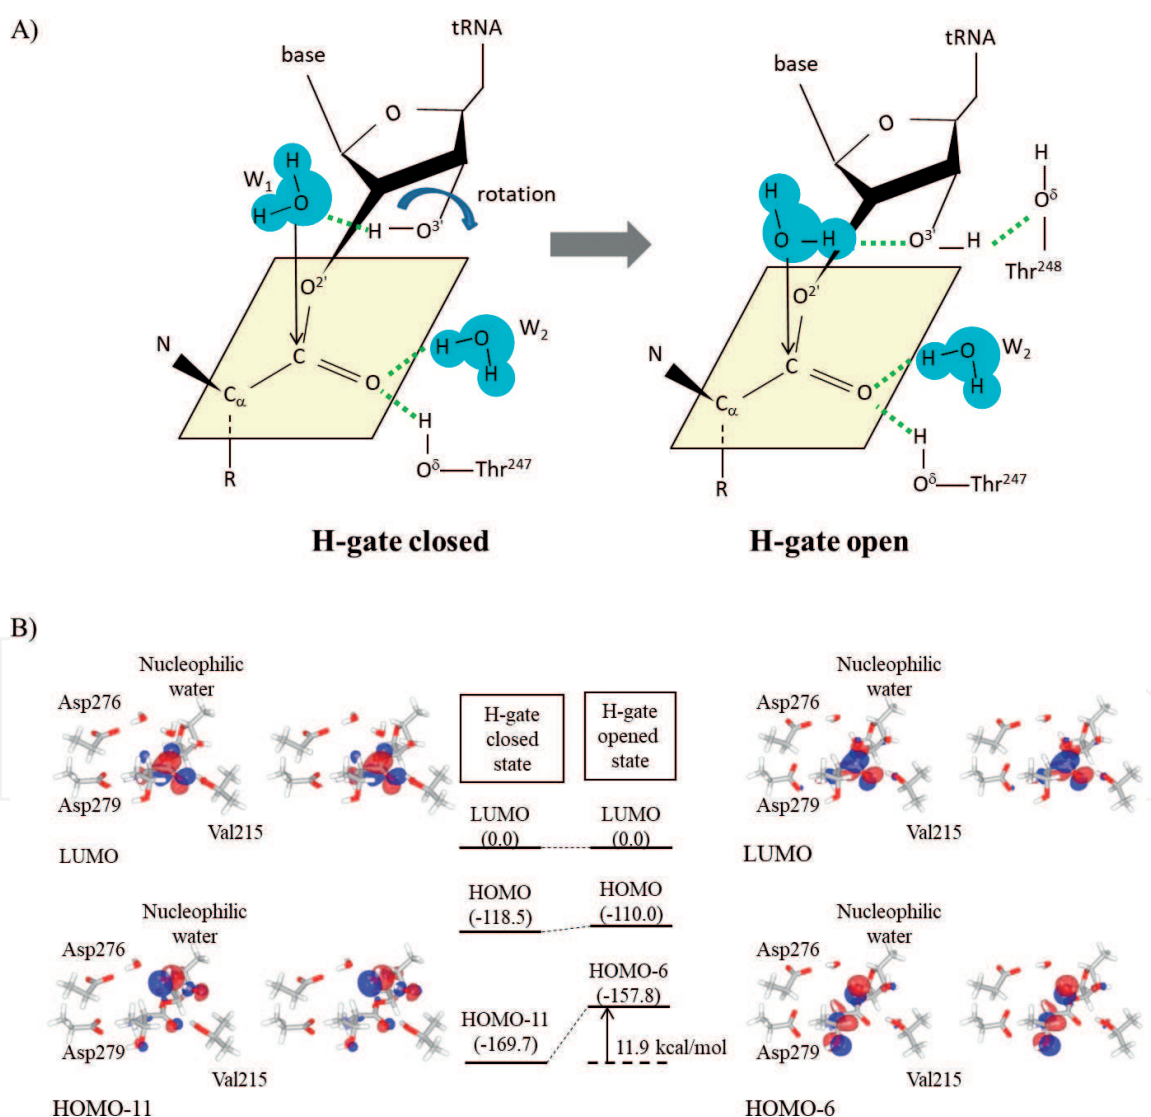 A)
tRNA
base
O
H
W1
O
H
rotation
H
O3'
O2'
N
C
O
H
O
W2
H
Cα
H
R
Oδ
Thr247
H-gate closed
tRNA
base
O
H
H
Oδ
O
H
O3'
H
Thr248
O2'
N
C
O
H
O
W2
H
Cα
H
R
Oδ
Thr247
H-gate open
B)
Nucleophilic
water
Asp276
Asp279
Val215
LUMO
H-gate
closed
state
H-gate
opened
state
LUMO
(0.0)
LUMO
(0.0)
HOMO
(-118.5)
HOMO
(-110.0)
HOMO-6
(-157.8)
HOMO-11
(-169.7)
11.9 kcal/mol
Nucleophilic
water
Asp276
Asp279
Val215
LUMO
Nucleophilic
water
Asp276
Asp279
Val215
HOMO-11
Nucleophilic
water
Asp276
Asp279
Val215
HOMO-6